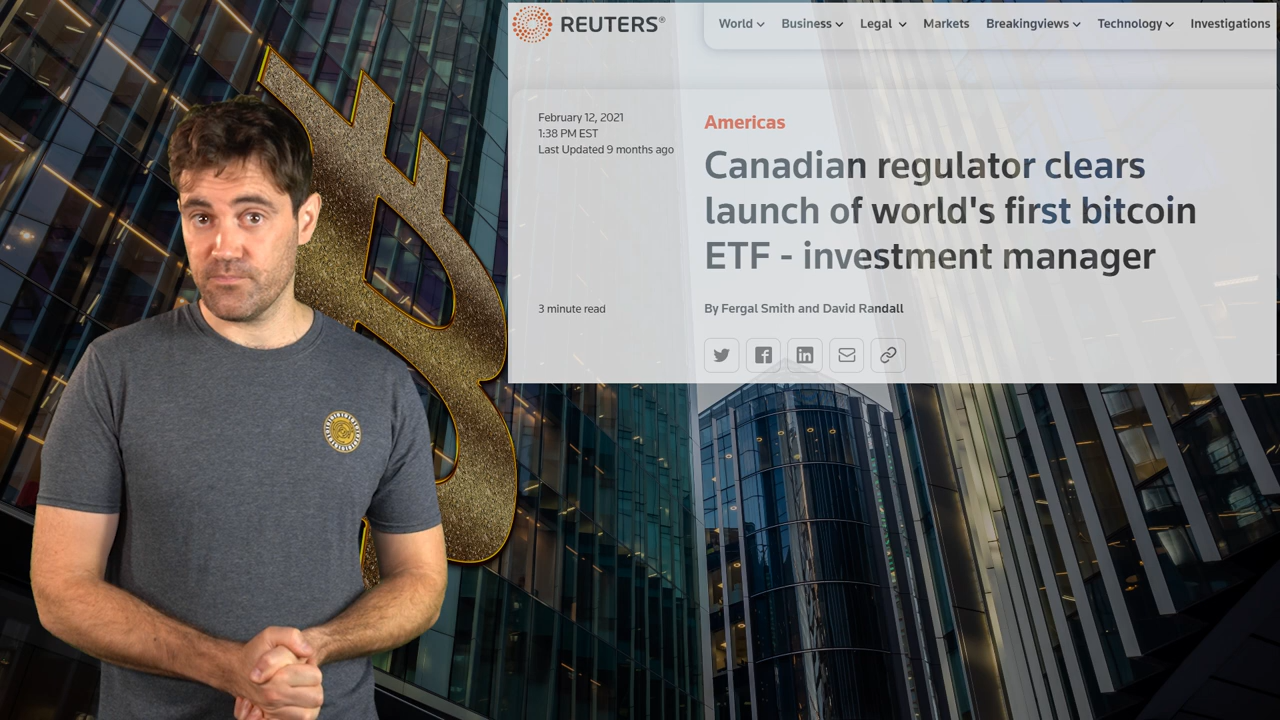 REUTERS®
World Business Legal Markets Breakingviews Technology Investigations
February 12, 2021
1:38 PM EST
Last Updated 9 months ago
Americas
Canadian regulator clears
launch of world's first bitcoin
ETF - investment manager
3 minute read
By Fergal Smith and David Randall